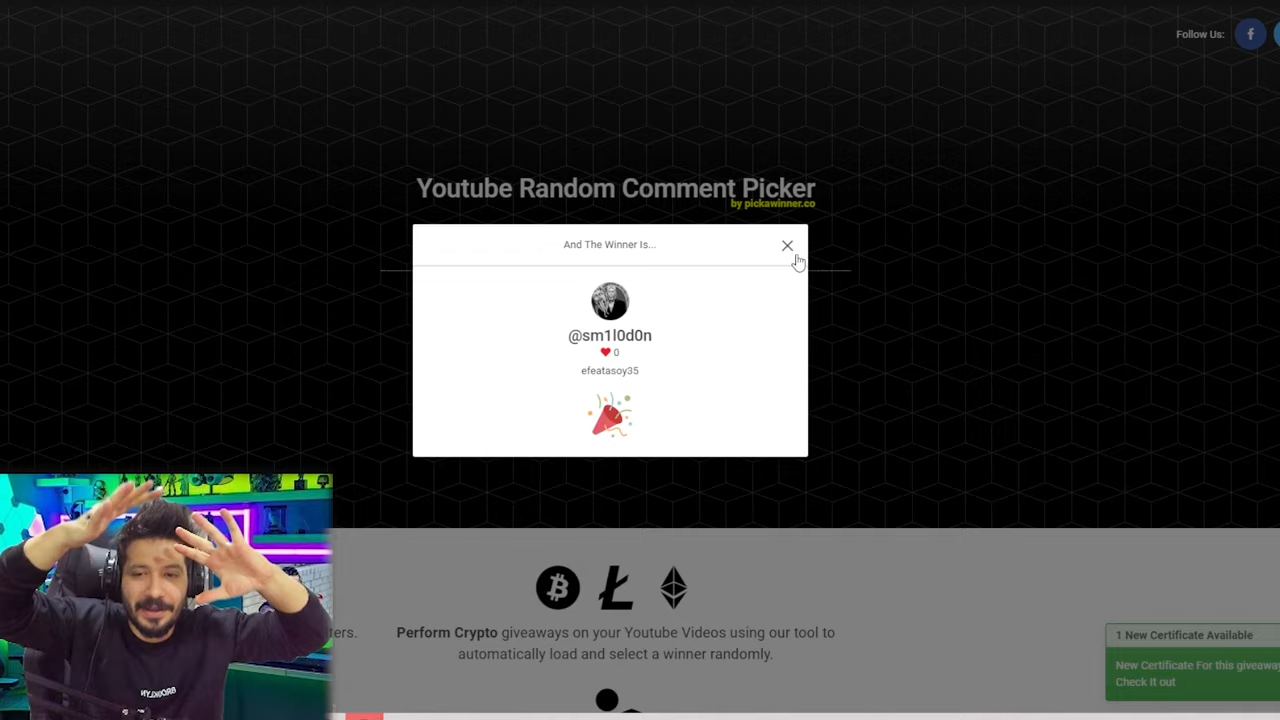 Follow Us:
Youtube Random Comment Picker
by pickawinner.co
And The Winner Is...
@sm1l0d0n
0
efeatasoy35
ters.
Perform Crypto giveaways on your Youtube Videos using our tool to
automatically load and select a winner randomly.
1 New Certificate Available
New Certificate For this giveaway
Check It out